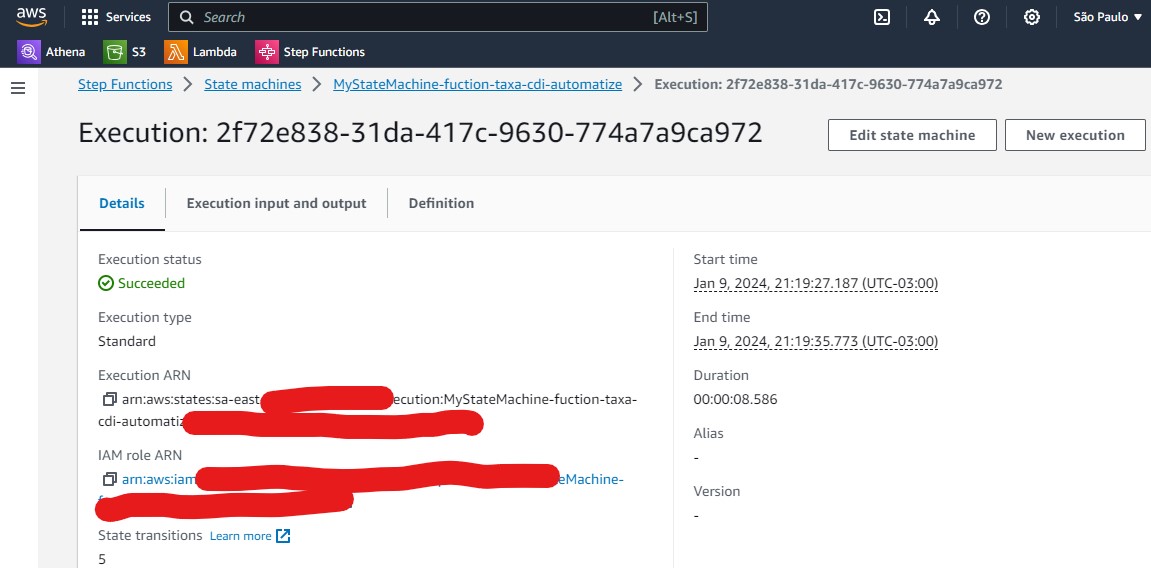 aws Services Search [Alt+S] São Paulo
Athena S3 Lambda Step Functions
Step Functions > State machines > MyStateMachine-fuction-taxa-cdi-automatize > Execution: 2f72e838-31da-417c-9630-774a7a9ca972
Execution: 2f72e838-31da-417c-9630-774a7a9ca972 Edit state machine New execution
Details Execution input and output Definition
Execution status
Succeeded
Execution type
Standard
Execution ARN
arn:aws:states:sa-east ecution:MyStateMachine-fuction-taxa-
cdi-automatiz
IAM role ARN
arn:aws:iam eMachine-
State transitions Learn more
5
Start time
Jan 9, 2024, 21:19:27.187 (UTC-03:00)
End time
Jan 9, 2024, 21:19:35.773 (UTC-03:00)
Duration
00:00:08.586
Alias
-
Version
-